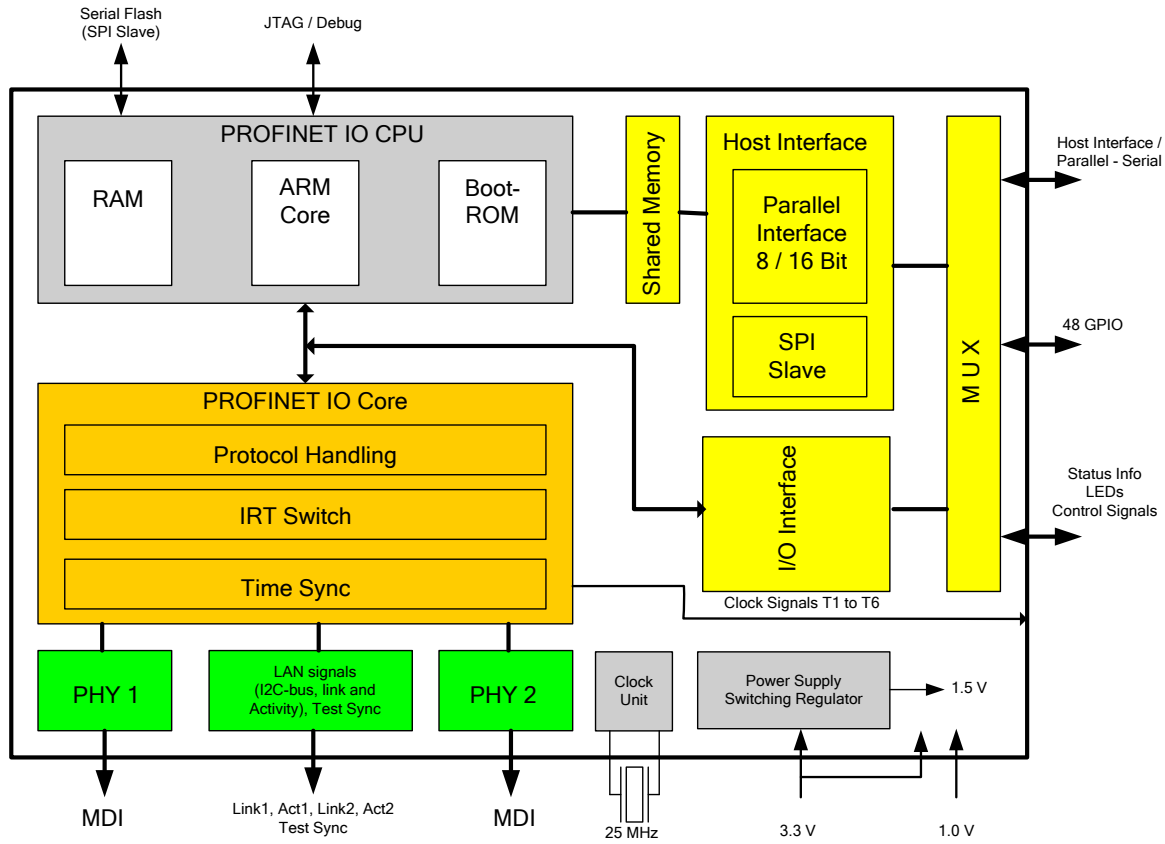 Serial Flash
(SPI Slave)
JTAG / Debug
PROFINET IO CPU
RAM
ARM
Core
Boot-
ROM
Shared Memory
Host Interface
Parallel
Interface
8 / 16 Bit
SPI
Slave
M U X
Host Interface /
Parallel - Serial
48 GPIO
Status Info
LEDs
Control Signals
PROFINET IO Core
Protocol Handling
IRT Switch
Time Sync
I/O Interface
Clock Signals T1 to T6
PHY 1
LAN signals
(I2C-bus, link and
Activity), Test Sync
PHY 2
Clock
Unit
Power Supply
Switching Regulator
1.5 V
MDI
Link1, Act1, Link2, Act2
Test Sync
MDI
25 MHz
3.3 V
1.0 V